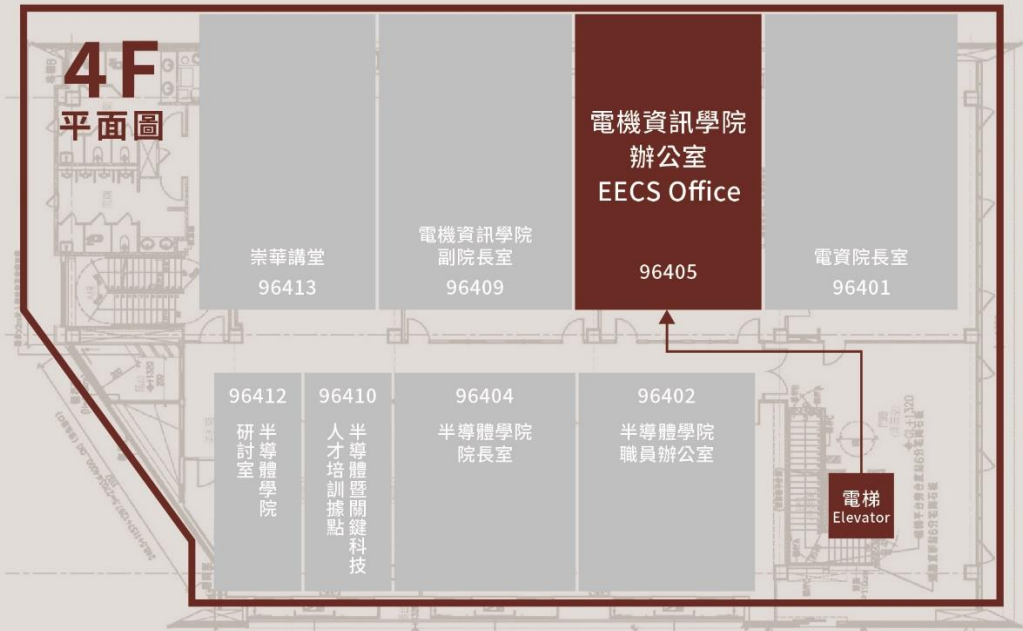 4F
平面圖
崇華講堂
96413
電機資訊學院
副院長室
96409
電機資訊學院
辦公室
EECS Office
96405
電資院長室
96401
96412
半導體學院
研討室
96410
半導體暨關鍵科技
人才培訓據點
96404
半導體學院
院長室
96402
半導體學院
職員辦公室
電梯
Elevator